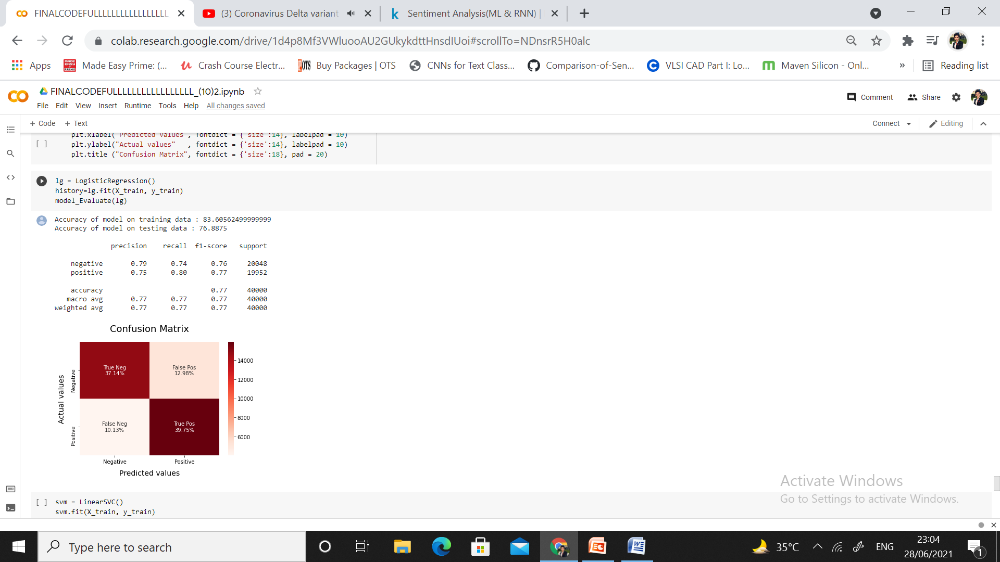 FINALCODEFULLLLLLLLLLLLLLLLL_
(3) Coronavirus Delta variant
Sentiment Analysis(ML & RNN) |
colab.research.google.com/drive/1d4p8Mf3VWluooAU2GUkykdttHnsdIUoi#scrollTo=NDnsrR5H0alc
Apps
Made Easy Prime: (...
Crash Course Electr...
OTS
Buy Packages | OTS
CNNs for Text Class...
Comparison-of-Sen...
VLSI CAD Part I: Lo...
Maven Silicon - Onl...
»
Reading list
FINALCODEFULLLLLLLLLLLLLLLLL_(10)2.ipynb
Comment
Share
File Edit View Insert Runtime Tools Help All changes saved
+ Code + Text
Connect
Editing
plt.xlabel("Predicted values", fontdict = {'size':14}, labelpad = 10)
[ ] plt.ylabel("Actual values"   , fontdict = {'size':14}, labelpad = 10)
plt.title ("Confusion Matrix", fontdict = {'size':18}, pad = 20)
lg = LogisticRegression()
history=lg.fit(X_train, y_train)
model_Evaluate(lg)
Accuracy of model on training data : 83.60562499999999
Accuracy of model on testing data : 76.8875
precision recall f1-score support
negative 0.79 0.74 0.76 20048
positive 0.75 0.80 0.77 19952
accuracy 0.77 40000
macro avg 0.77 0.77 0.77 40000
weighted avg 0.77 0.77 0.77 40000
Confusion Matrix
True Neg
37.14%
False Pos
12.98%
False Neg
10.13%
True Pos
39.75%
Actual values
Negative
Positive
14000
12000
10000
8000
6000
Negative
Positive
Predicted values
[ ] svm = LinearSVC()
svm.fit(X_train, y_train)
Activate Windows
Go to Settings to activate Windows.
Type here to search
35°C
ENG
23:04
28/06/2021
1